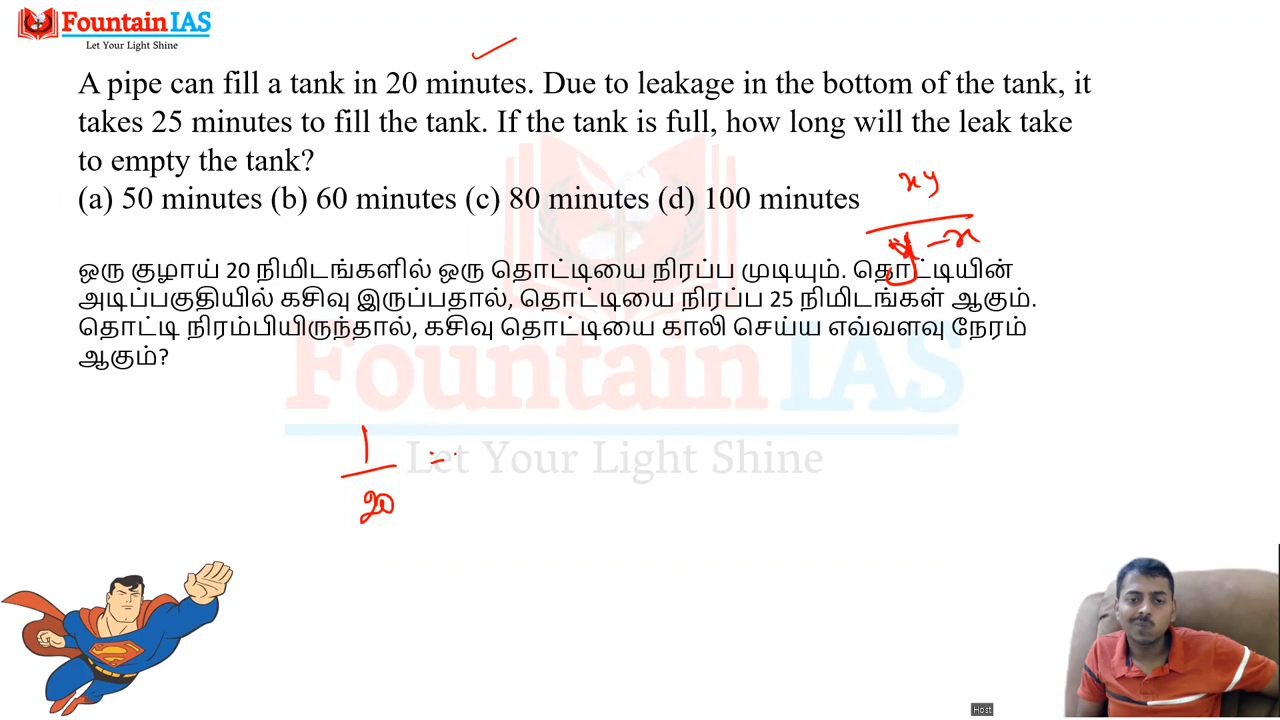 Fountain IAS
Let Your Light Shine
A pipe can fill a tank in 20 minutes. Due to leakage in the bottom of the tank, it
takes 25 minutes to fill the tank. If the tank is full, how long will the leak take
to empty the tank?
(a) 50 minutes (b) 60 minutes (c) 80 minutes (d) 100 minutes
xy
y – x
ஒரு குழாய் 20 நிமிடங்களில் ஒரு தொட்டியை நிரப்ப முடியும். தொட்டியின்
அடிப்பகுதியில் கசிவு இருப்பதால், தொட்டியை நிரப்ப 25 நிமிடங்கள் ஆகும்.
தொட்டி நிரம்பியிருந்தால், கசிவு தொட்டியை காலி செய்ய எவ்வளவு நேரம்
ஆகும்?
Fountain IAS
Let Your Light Shine
1 =
20
Host